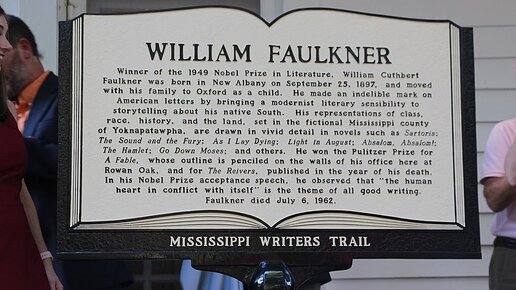 WILLIAM FAULKNER
Winner of the 1949 Nobel Prize in Literature, William Cuthbert
Faulkner was born in New Albany on September 25, 1897, and moved
with his family to Oxford as a child. He made an indelible mark on
American letters by bringing a modernist literary sensibility to
storytelling about his native South. His representations of class,
race, history, and the land, set in the fictional Mississippi county
of Yoknapatawpha, are drawn in vivid detail in novels such as Sartoris;
The Sound and the Fury; As I Lay Dying; Light in August; Absalom, Absalom!;
The Hamlet; Go Down Moses; and others. He won the Pulitzer Prize for
A Fable, whose outline is penciled on the walls of his office here at
Rowan Oak, and for The Reivers, published in the year of his death.
In his Nobel Prize acceptance speech, he observed that "the human
heart in conflict with itself" is the theme of all good writing.
Faulkner died July 6, 1962.
MISSISSIPPI WRITERS TRAIL